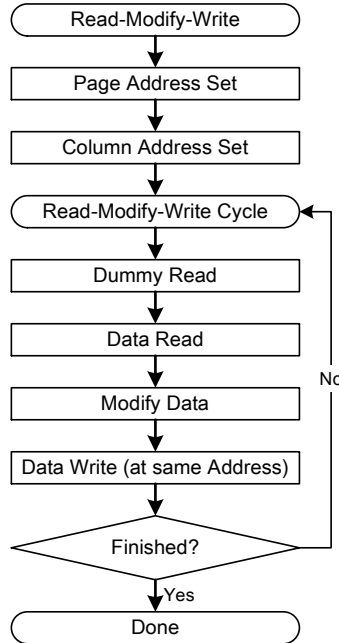 Read-Modify-Write
Page Address Set
Column Address Set
Read-Modify-Write Cycle
Dummy Read
Data Read
No
Modify Data
Data Write (at same Address)
Finished?
Yes
Done